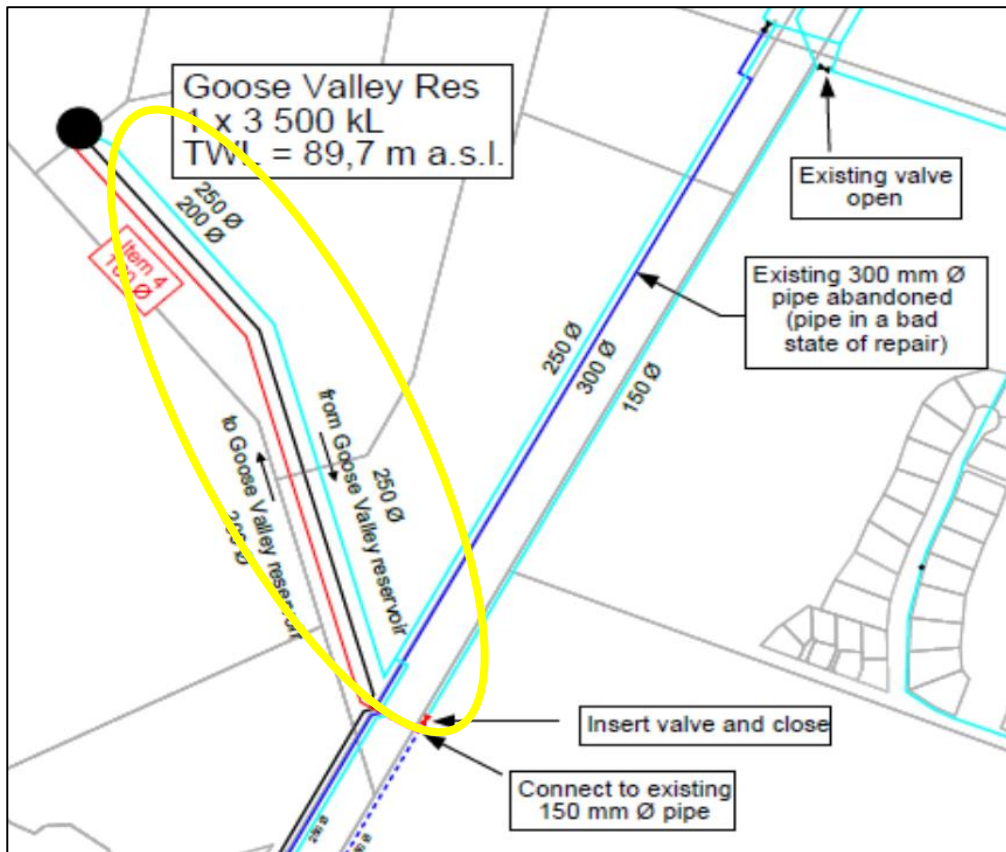 Goose Valley Res
1 x 3 500 kL
TWL = 89,7 m a.s.l.
250 Ø
200 Ø
Item 4
Ø
Existing valve
open
Existing 300 mm Ø
pipe abandoned
(pipe in a bad
state of repair)
250 Ø
300 Ø
150 Ø
from Goose Valley reservoir
250 Ø
to Goose Valley reservoir
Ø
Insert valve and close
Connect to existing
150 mm Ø pipe
250 Ø